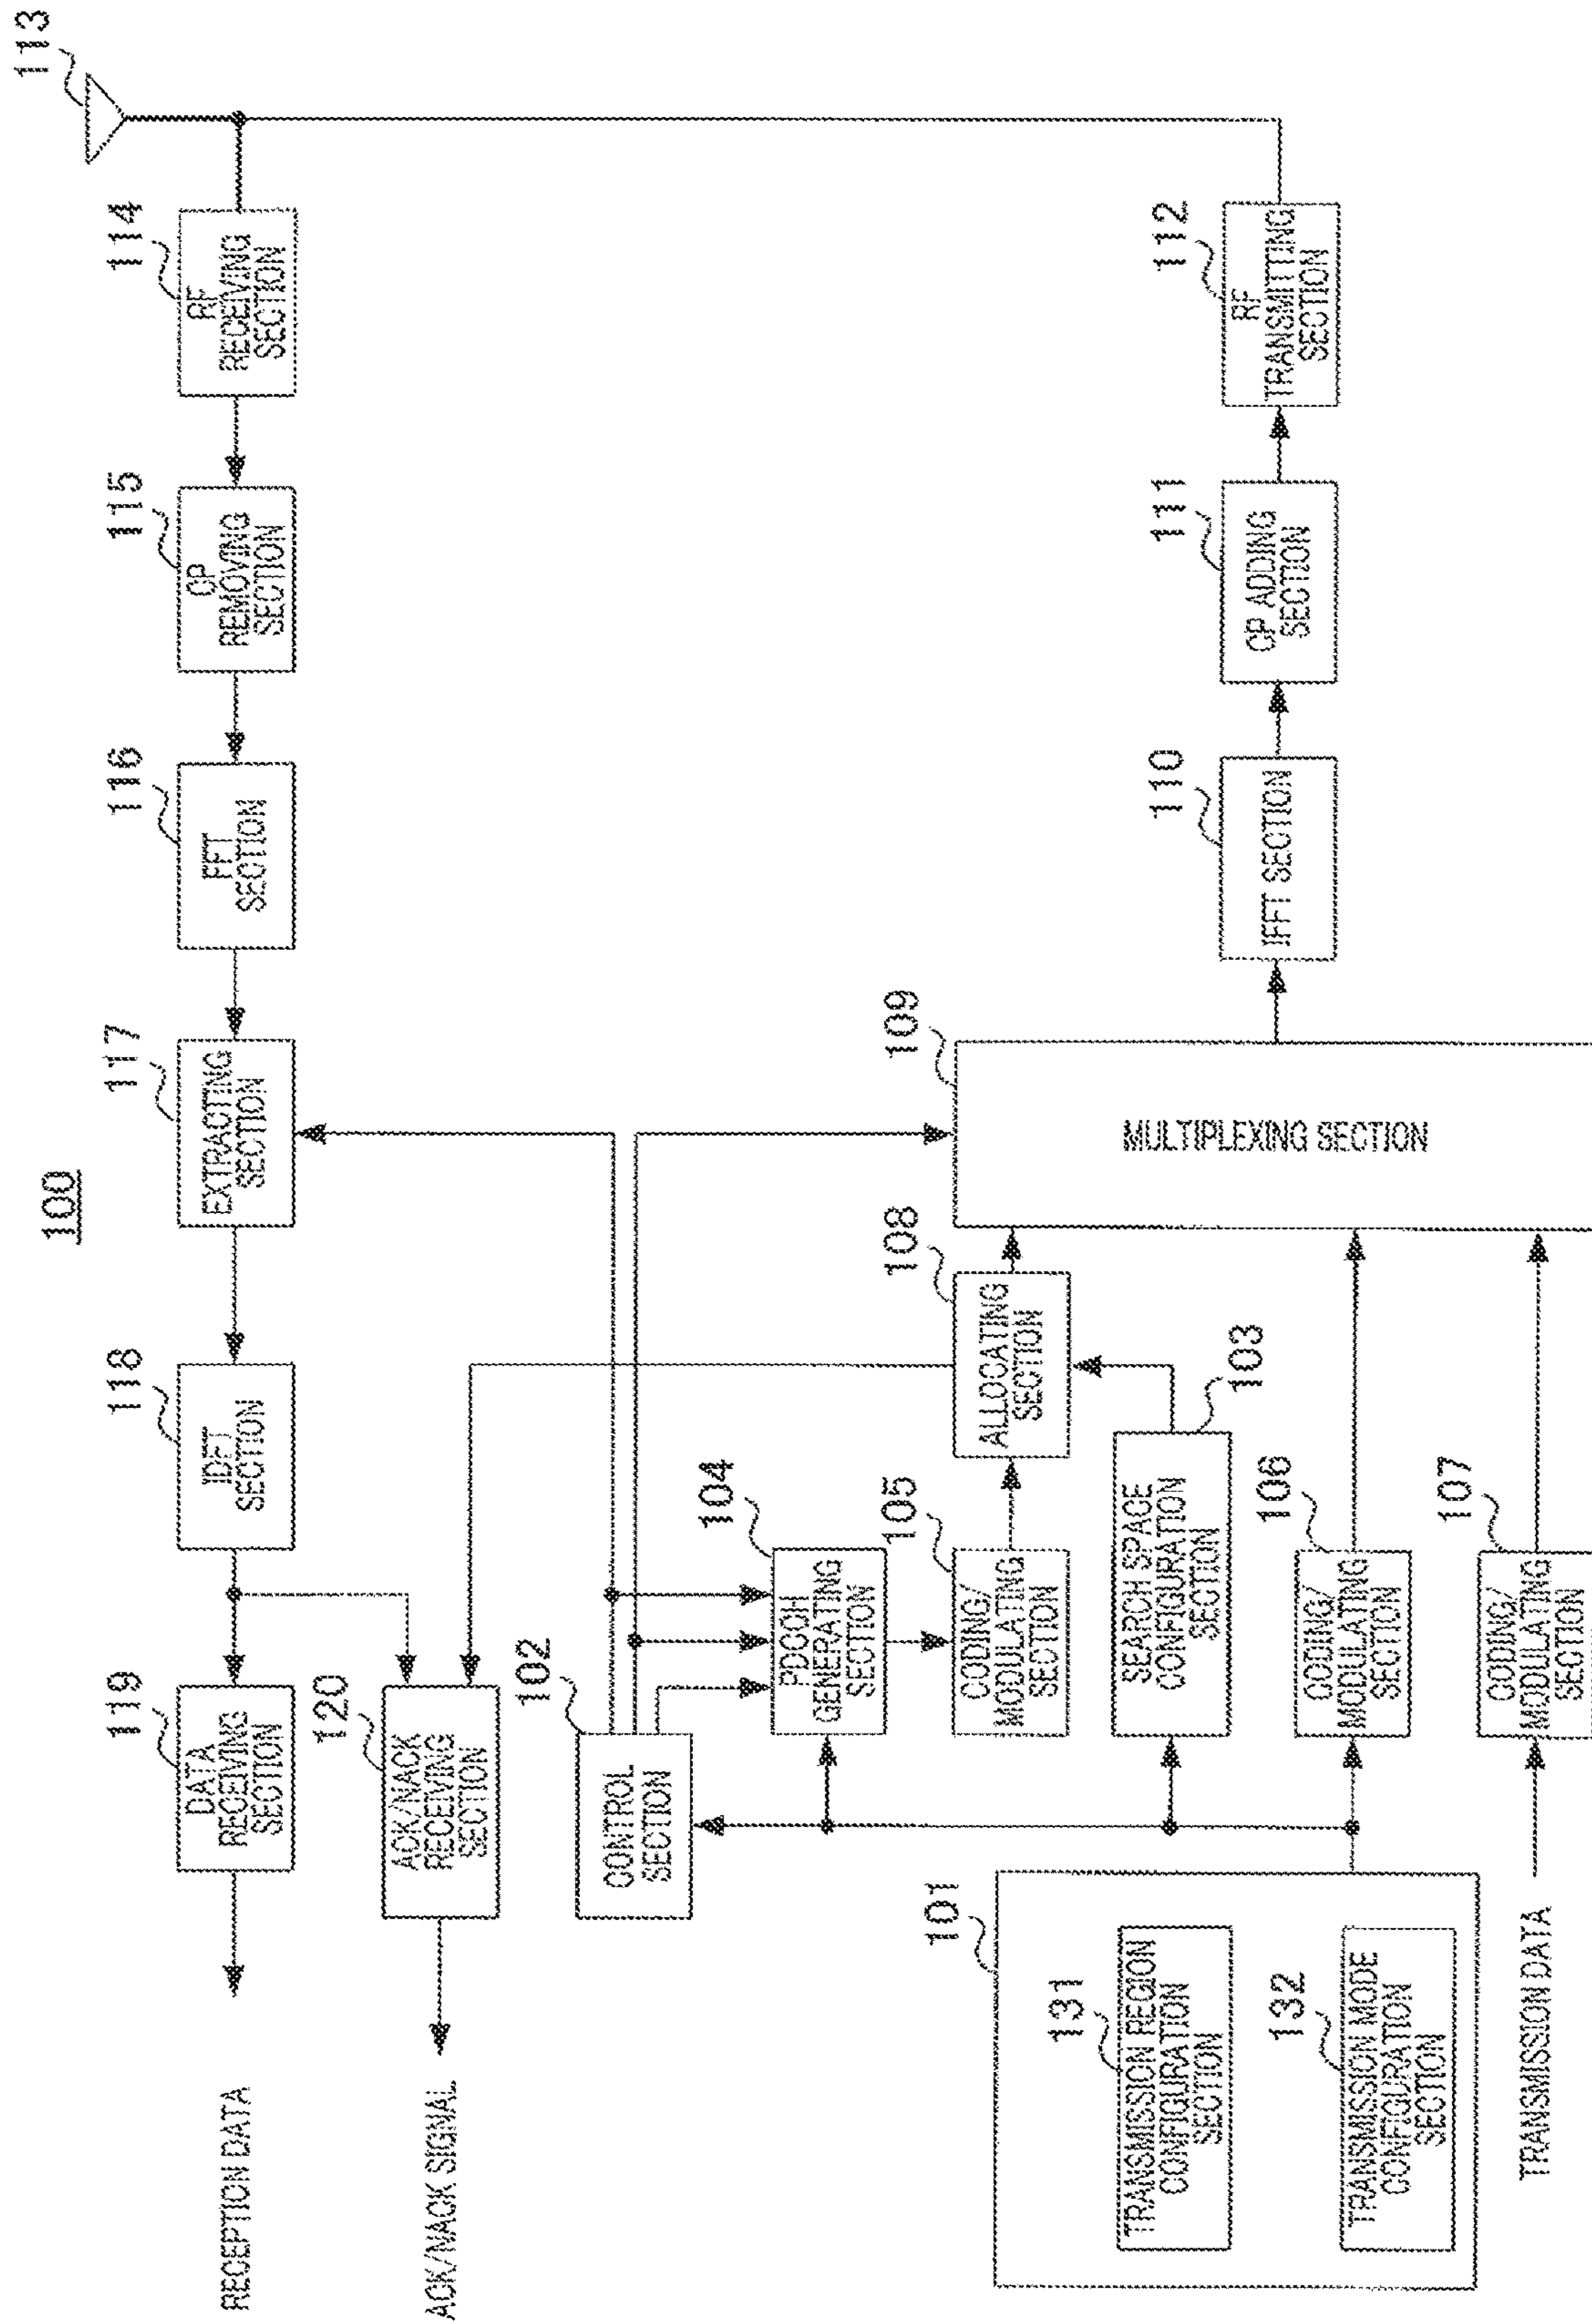 100
113
114
RF
RECEIVING
SECTION
115
CP
REMOVING
SECTION
116
FFT
SECTION
117
EXTRACTING
SECTION
118
IDFT
SECTION
119
DATA
RECEIVING
SECTION
RECEPTION DATA
120
ACK/NACK
RECEIVING
SECTION
ACK/NACK SIGNAL
102
CONTROL
SECTION
104
PDCCH
GENERATING
SECTION
105
CODING/
MODULATING
SECTION
108
ALLOCATING
SECTION
103
SEARCH SPACE
CONFIGURATION
SECTION
106
CODING/
MODULATING
SECTION
107
CODING/
MODULATING
SECTION
109
MULTIPLEXING SECTION
110
IFFT SECTION
111
CP ADDING
SECTION
112
RF
TRANSMITTING
SECTION
101
131
TRANSMISSION REGION
CONFIGURATION
SECTION
132
TRANSMISSION MODE
CONFIGURATION
SECTION
TRANSMISSION DATA